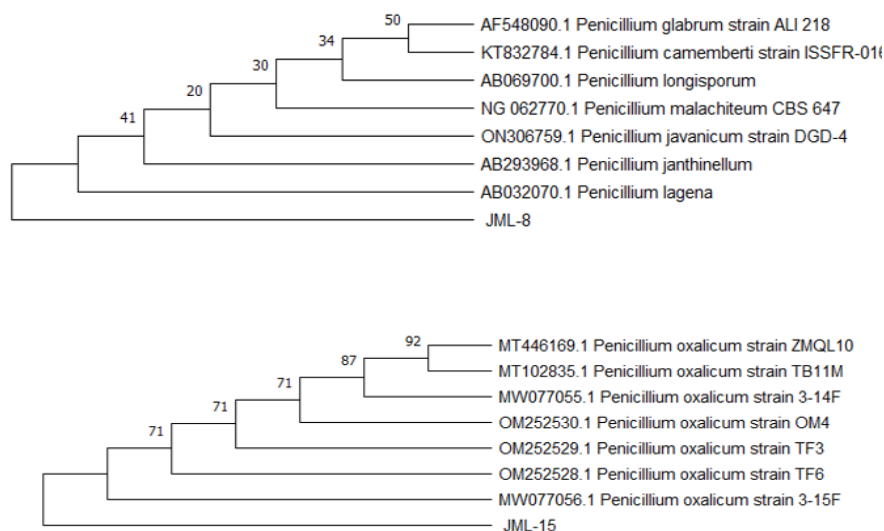 50
AF548090.1 Penicillium glabrum strain ALI 218
34
KT832784.1 Penicillium camemberti strain ISSFR-016
30
AB069700.1 Penicillium longisporum
20
NG 062770.1 Penicillium malachiteum CBS 647
41
ON306759.1 Penicillium javanicum strain DGD-4
AB293968.1 Penicillium janthinellum
AB032070.1 Penicillium lagena
JML-8
92
MT446169.1 Penicillium oxalicum strain ZMQL10
87
MT102835.1 Penicillium oxalicum strain TB11M
71
MW077055.1 Penicillium oxalicum strain 3-14F
71
OM252530.1 Penicillium oxalicum strain OM4
71
OM252529.1 Penicillium oxalicum strain TF3
OM252528.1 Penicillium oxalicum strain TF6
MW077056.1 Penicillium oxalicum strain 3-15F
JML-15